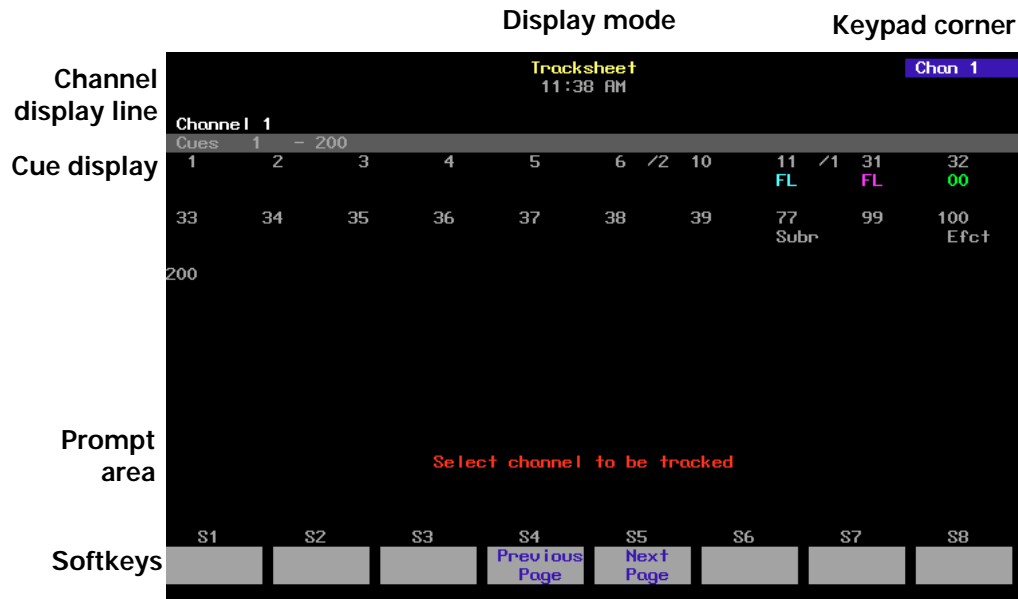 Display mode
Keypad corner
Channel
display line
Tracksheet
Chan 1
11:38 AM
Channel 1
Cues 1 - 200
Cue display
1 2 3 4 5 6 /2 10 11 /1 31 32
FL FL 00
33 34 35 36 37 38 39 77 99 100
Subr Efct
200
Prompt
area
Select channel to be tracked
S1 S2 S3 S4 S5 S6 S7 S8
Softkeys
Previous
Page
Next
Page